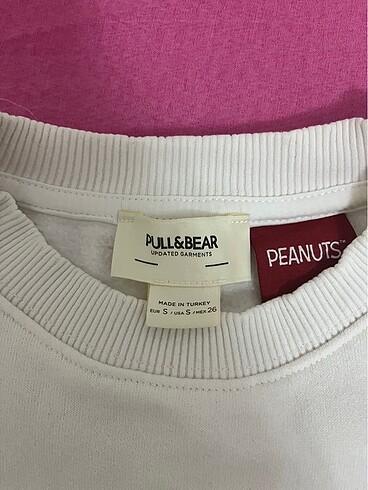 PULL&BEAR
UPDATED GARMENTS
PEANUTS™
MADE IN TURKEY
EUR S / USA S / MEX 26